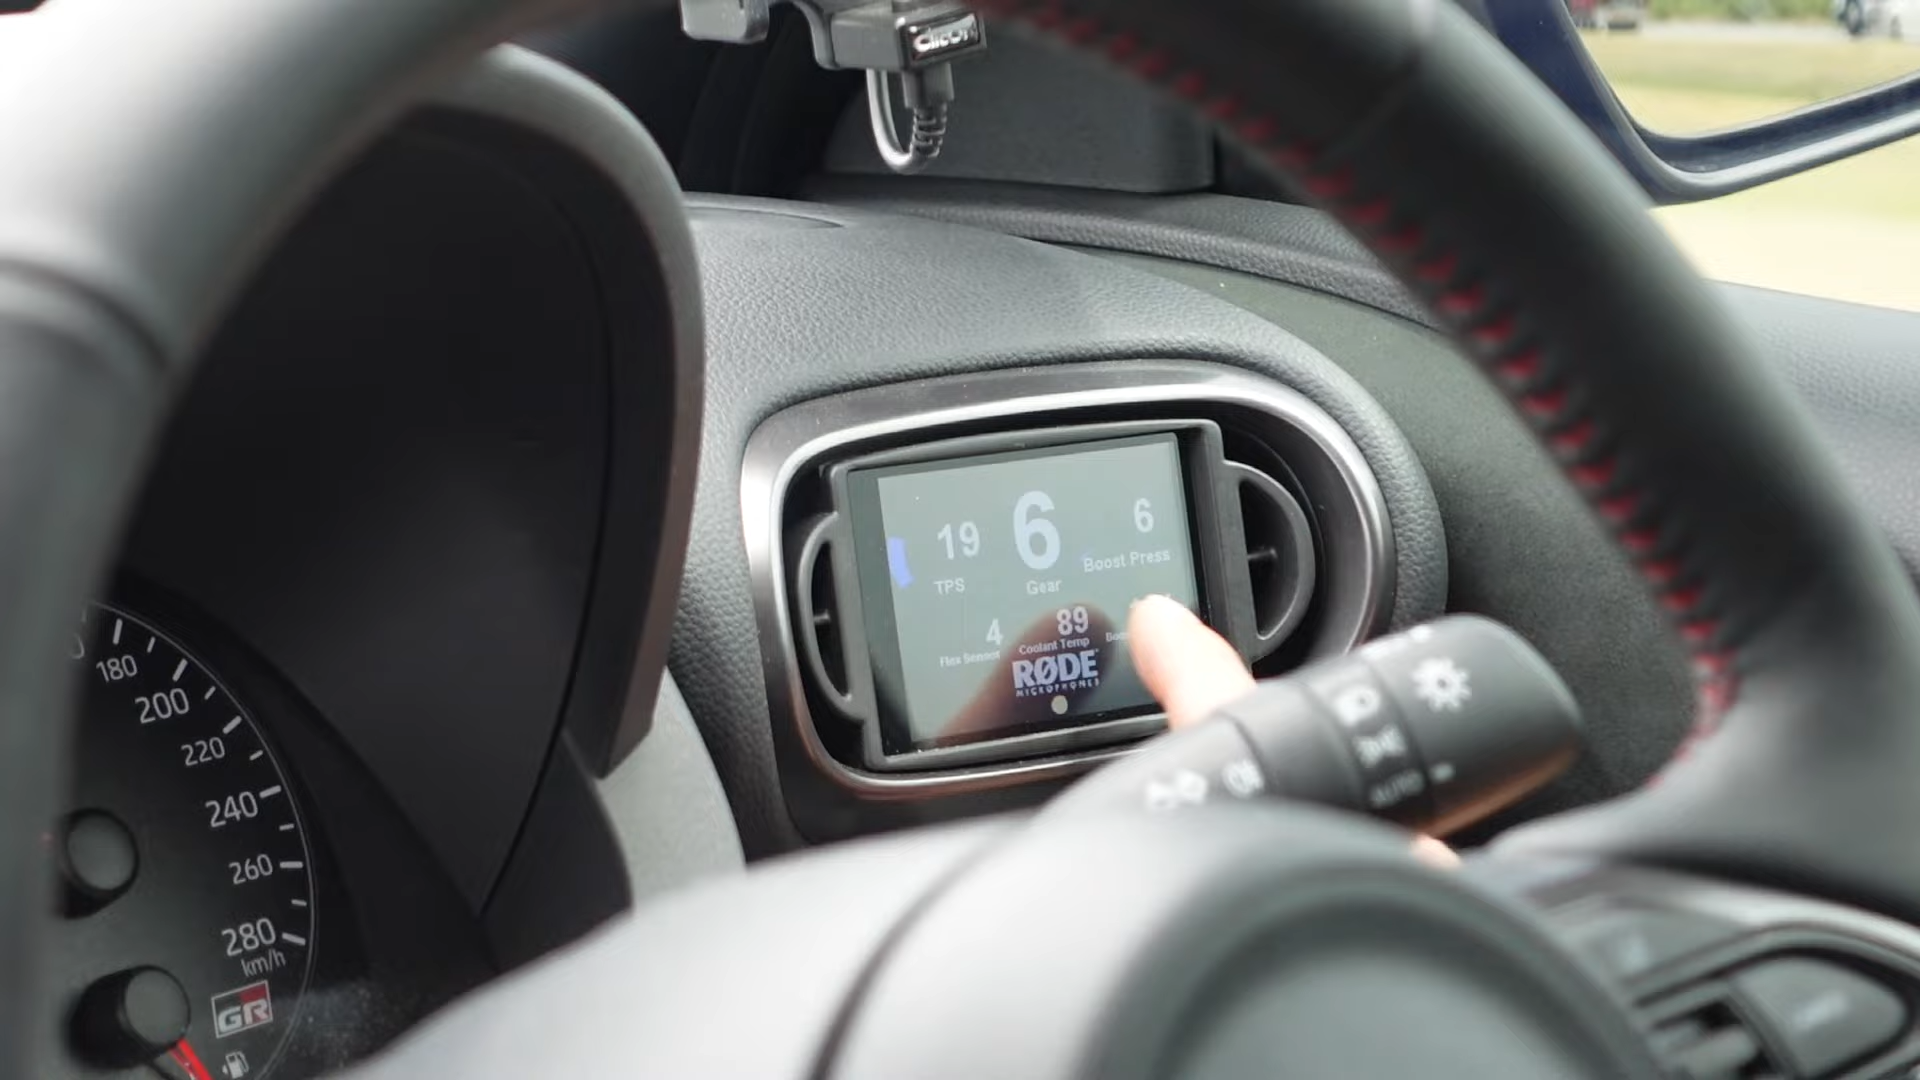 ClicOn
19
TPS
6
Gear
6
Boost Press
4
Flex Sensor
89
Coolant Temp
RØDE
MICROPHONES
180
200
220
240
260
280
km/h
GR
AUTO